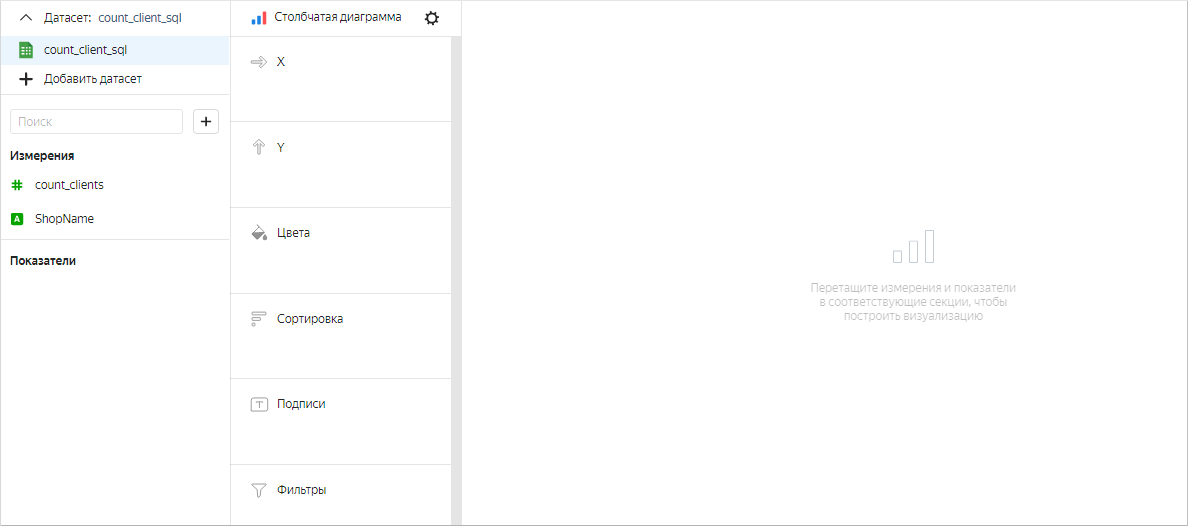 Датасет: count_client_sql
count_client_sql
Добавить датасет
Поиск
Измерения
count_clients
A ShopName
Показатели
Столбчатая диаграмма
X
Y
Цвета
Сортировка
T Подписи
Фильтры
Перетащите измерения и показатели
в соответствующие секции, чтобы
построить визуализацию